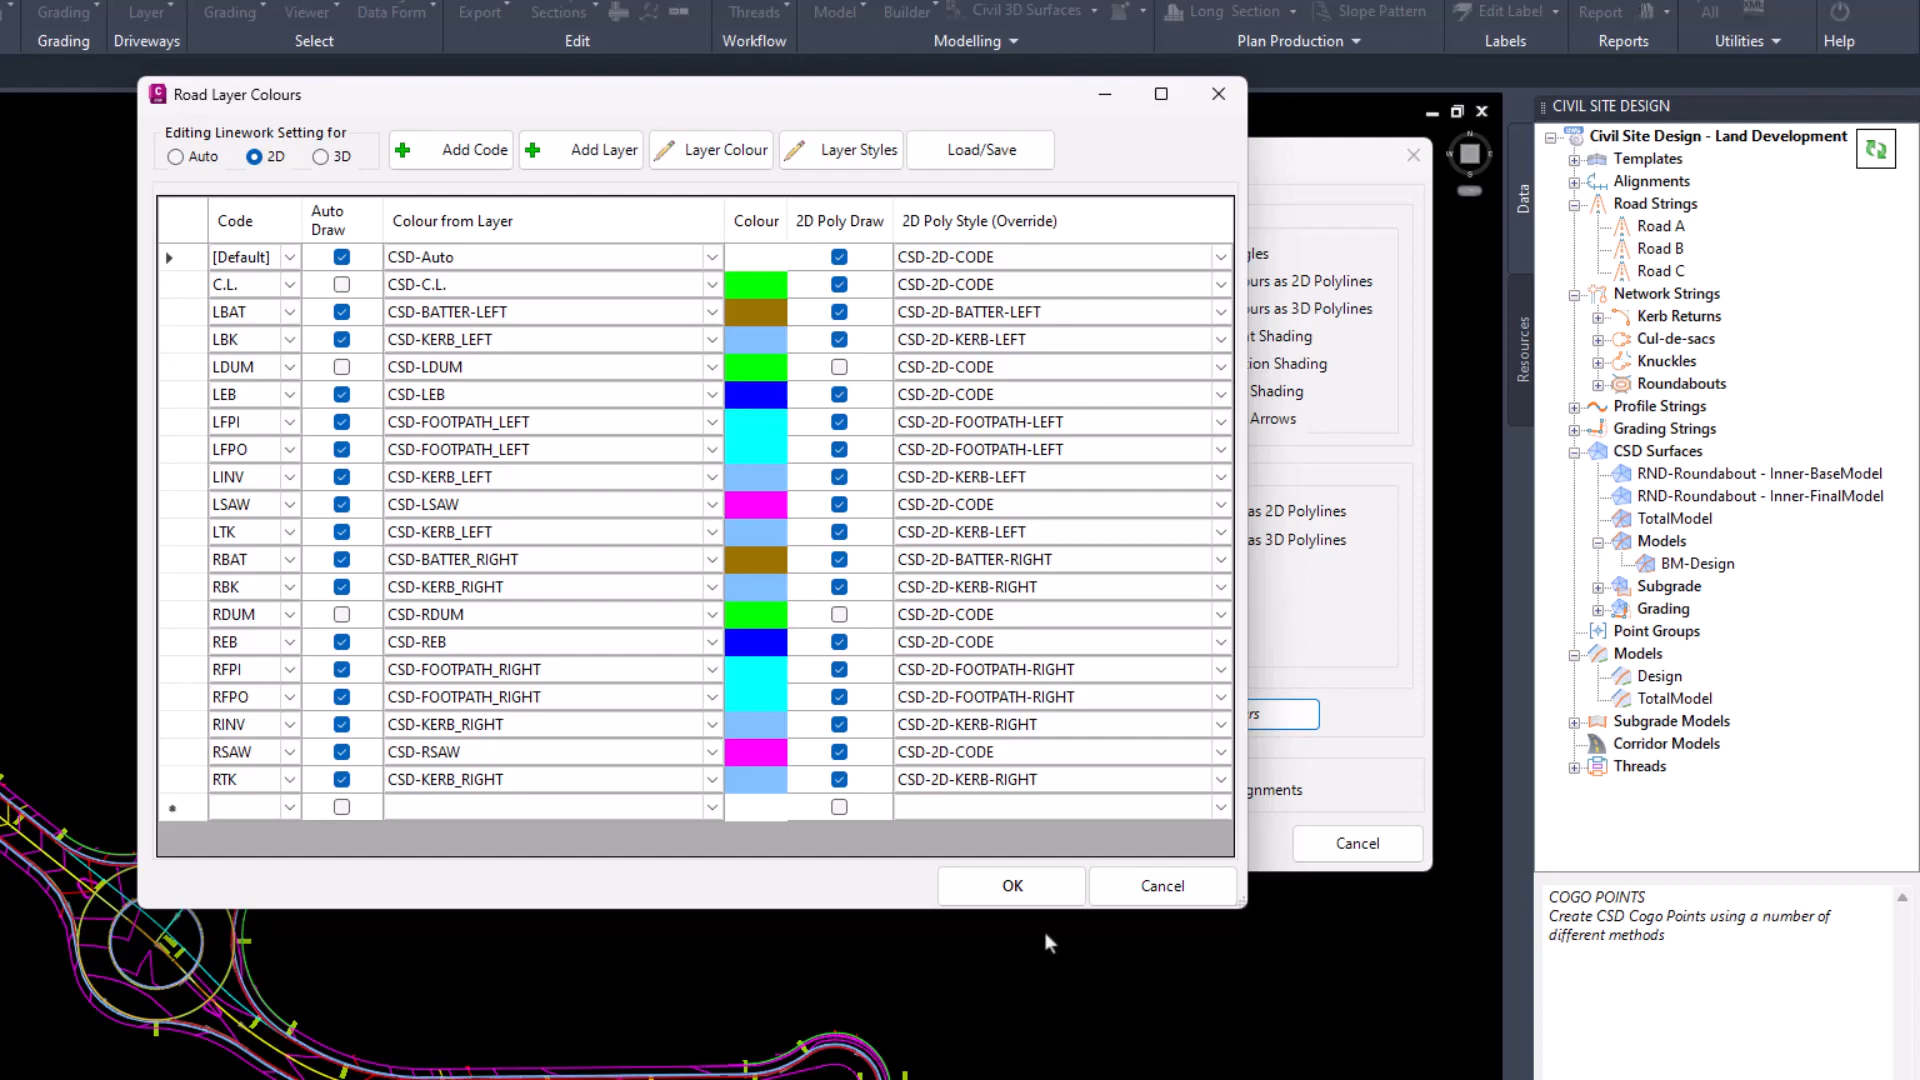 Grading Layer Grading Viewer Data Form Export Sections Threads Model Builder Civil 3D Surfaces Long Section Slope Pattern Edit Label Report All XML
Grading Driveways Select Edit Workflow Modelling Plan Production Labels Reports Utilities Help
Road Layer Colours
Editing Linework Setting for
Auto 2D 3D
Add Code
Add Layer
Layer Colour
Layer Styles
Load/Save
Code Auto Draw Colour from Layer Colour 2D Poly Draw 2D Poly Style (Override)
[Default] CSD-Auto CSD-2D-CODE
C.L. CSD-C.L. CSD-2D-CODE
LBAT CSD-BATTER-LEFT CSD-2D-BATTER-LEFT
LBK CSD-KERB_LEFT CSD-2D-KERB-LEFT
LDUM CSD-LDUM CSD-2D-CODE
LEB CSD-LEB CSD-2D-CODE
LFPI CSD-FOOTPATH_LEFT CSD-2D-FOOTPATH-LEFT
LFPO CSD-FOOTPATH_LEFT CSD-2D-FOOTPATH-LEFT
LINV CSD-KERB_LEFT CSD-2D-KERB-LEFT
LSAW CSD-LSAW CSD-2D-CODE
LTK CSD-KERB_LEFT CSD-2D-KERB-LEFT
RBAT CSD-BATTER_RIGHT CSD-2D-BATTER-RIGHT
RBK CSD-KERB_RIGHT CSD-2D-KERB-RIGHT
RDUM CSD-RDUM CSD-2D-CODE
REB CSD-REB CSD-2D-CODE
RFPI CSD-FOOTPATH_RIGHT CSD-2D-FOOTPATH-RIGHT
RFPO CSD-FOOTPATH_RIGHT CSD-2D-FOOTPATH-RIGHT
RINV CSD-KERB_RIGHT CSD-2D-KERB-RIGHT
RSAW CSD-RSAW CSD-2D-CODE
RTK CSD-KERB_RIGHT CSD-2D-KERB-RIGHT
OK
Cancel
gles
ours as 2D Polylines
ours as 3D Polylines
t Shading
ion Shading
Shading
Arrows
as 2D Polylines
as 3D Polylines
rs
gnments
Cancel
N
W
S
Data
Resources
CIVIL SITE DESIGN
Civil Site Design - Land Development
Templates
Alignments
Road Strings
Road A
Road B
Road C
Network Strings
Kerb Returns
Cul-de-sacs
Knuckles
Roundabouts
Profile Strings
Grading Strings
CSD Surfaces
RND-Roundabout - Inner-BaseModel
RND-Roundabout - Inner-FinalModel
TotalModel
Models
BM-Design
Subgrade
Grading
Point Groups
Models
Design
TotalModel
Subgrade Models
Corridor Models
Threads
COGO POINTS
Create CSD Cogo Points using a number of
different methods